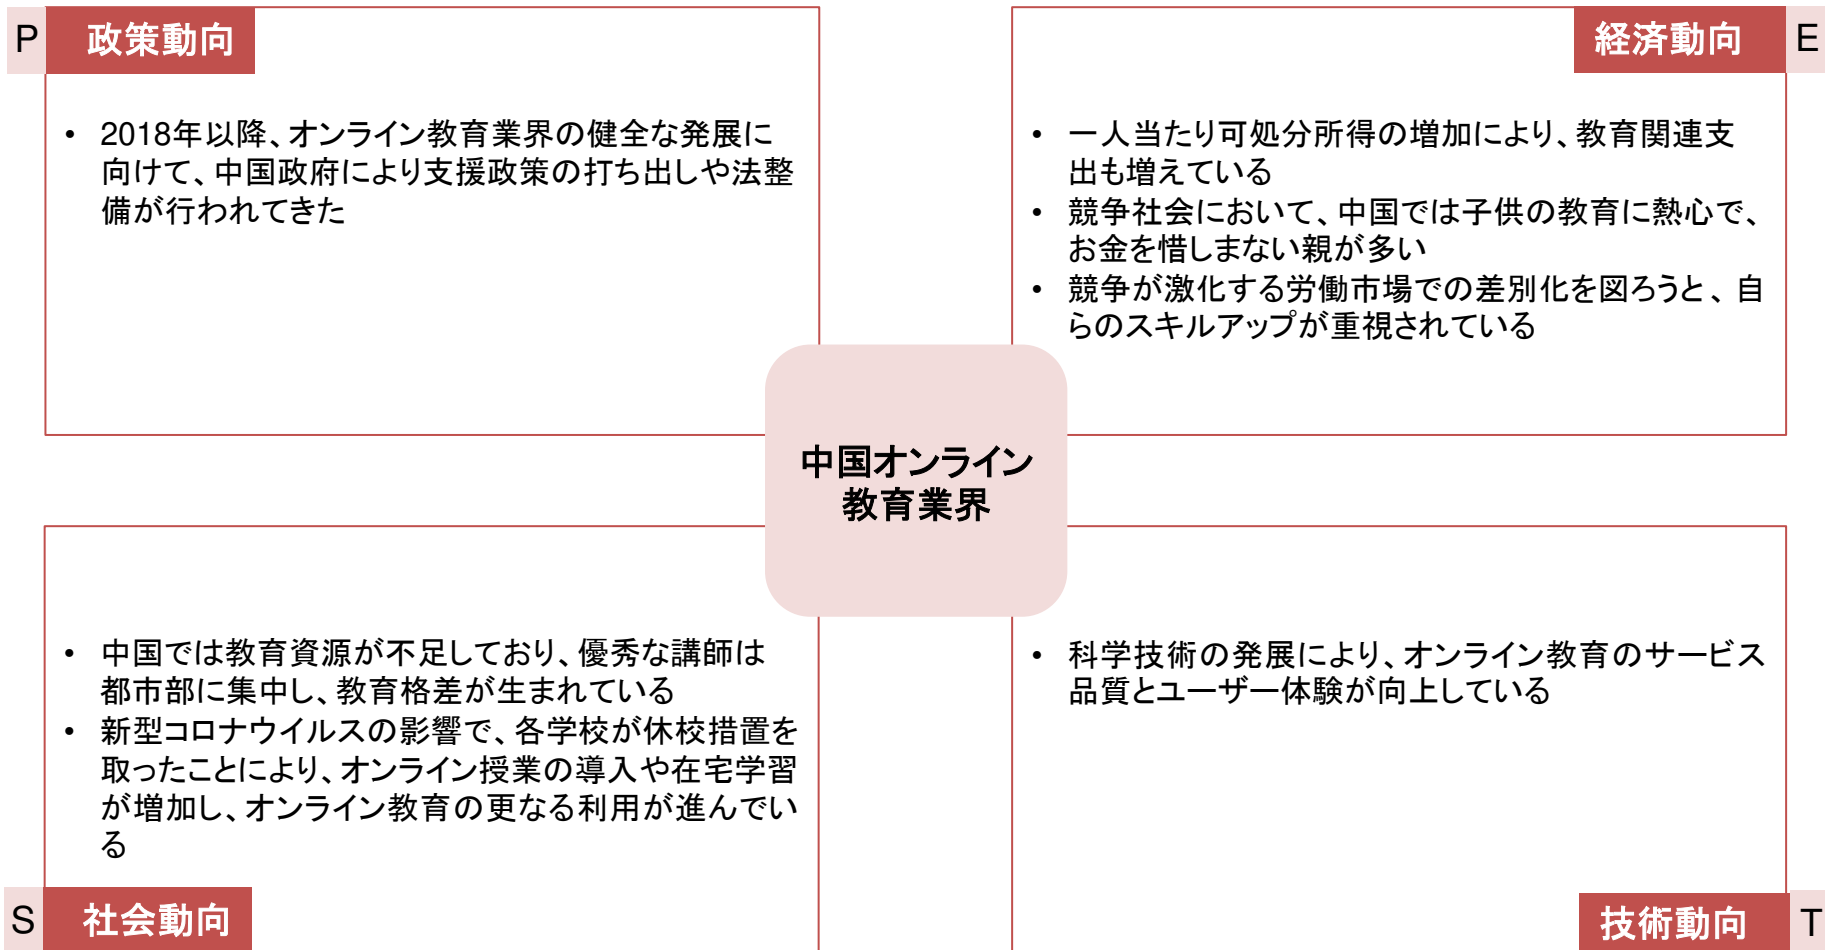 P 政策動向
• 2018年以降、オンライン教育業界の健全な発展に
向けて、中国政府により支援政策の打ち出しや法整
備が行われてきた
経済動向 E
• 一人当たり可処分所得の増加により、教育関連支
出も増えている
• 競争社会において、中国では子供の教育に熱心で、
お金を惜しまない親が多い
• 競争が激化する労働市場での差別化を図ろうと、自
らのスキルアップが重視されている
中国オンライン
教育業界
• 中国では教育資源が不足しており、優秀な講師は
都市部に集中し、教育格差が生まれている
• 新型コロナウイルスの影響で、各学校が休校措置を
取ったことにより、オンライン授業の導入や在宅学習
が増加し、オンライン教育の更なる利用が進んでい
る
S 社会動向
• 科学技術の発展により、オンライン教育のサービス
品質とユーザー体験が向上している
技術動向 T